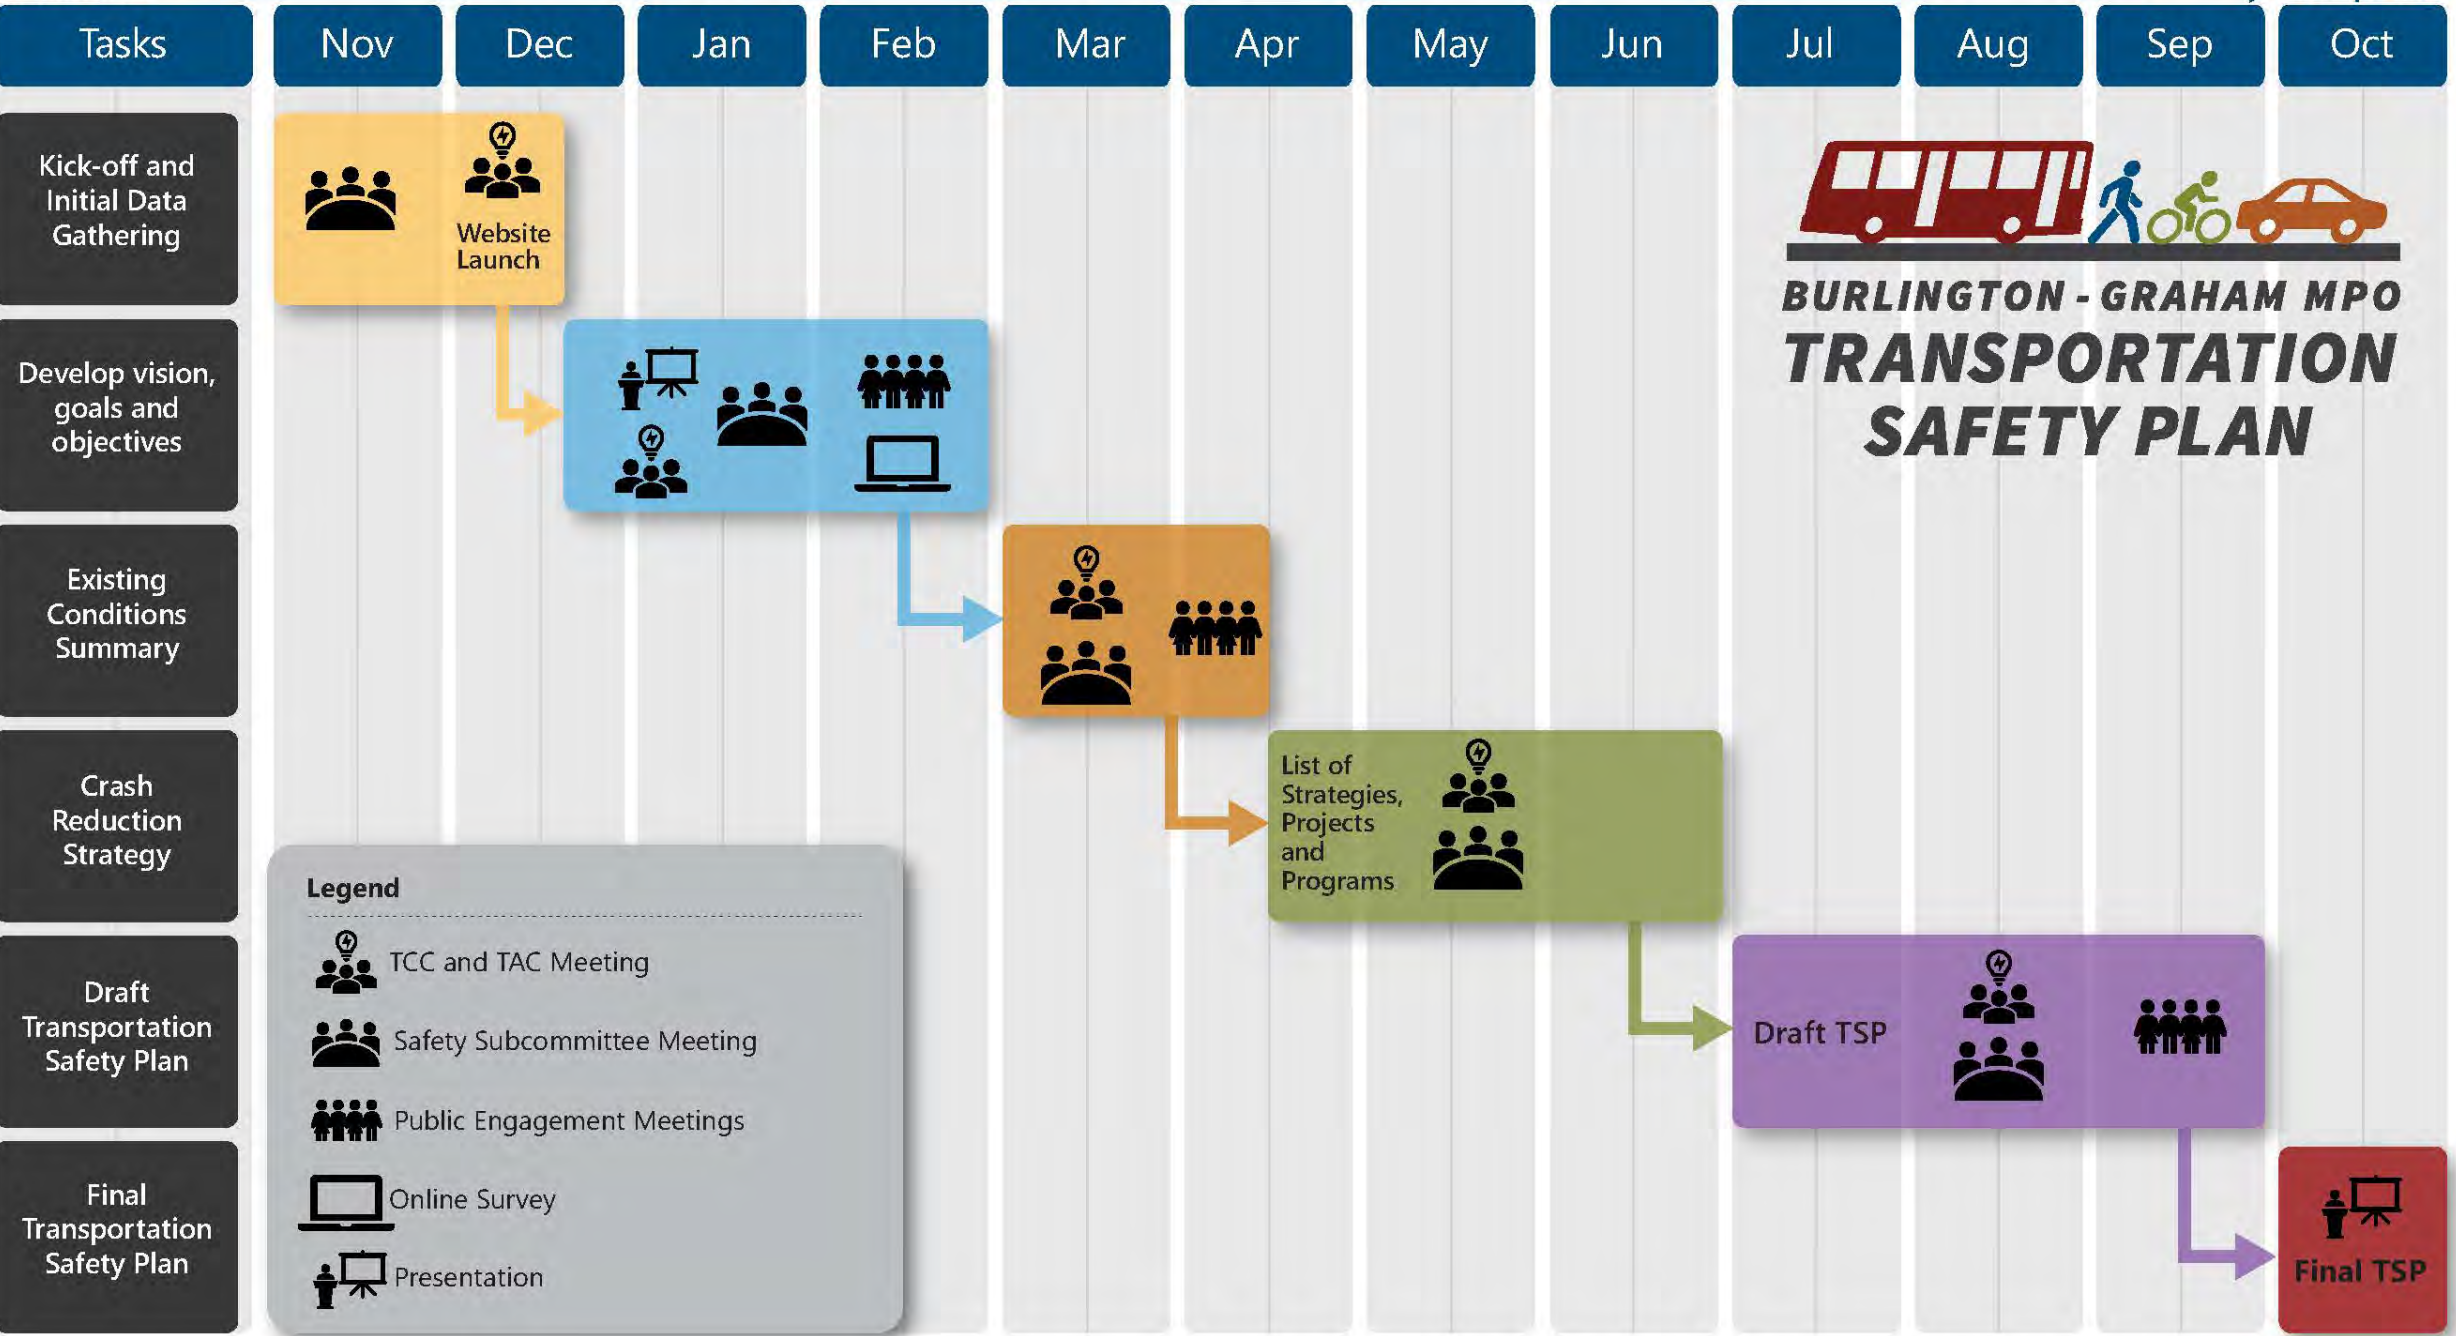 Tasks
Nov
Dec
Jan
Feb
Mar
Apr
May
Jun
Jul
Aug
Sep
Oct
Kick-off and
Initial Data
Gathering
Website
Launch
BURLINGTON - GRAHAM MPO
TRANSPORTATION
SAFETY PLAN
Develop vision,
goals and
objectives
Existing
Conditions
Summary
Crash
Reduction
Strategy
List of
Strategies,
Projects
and
Programs
Legend
TCC and TAC Meeting
Safety Subcommittee Meeting
Public Engagement Meetings
Online Survey
Presentation
Draft
Transportation
Safety Plan
Draft TSP
Final
Transportation
Safety Plan
Final TSP